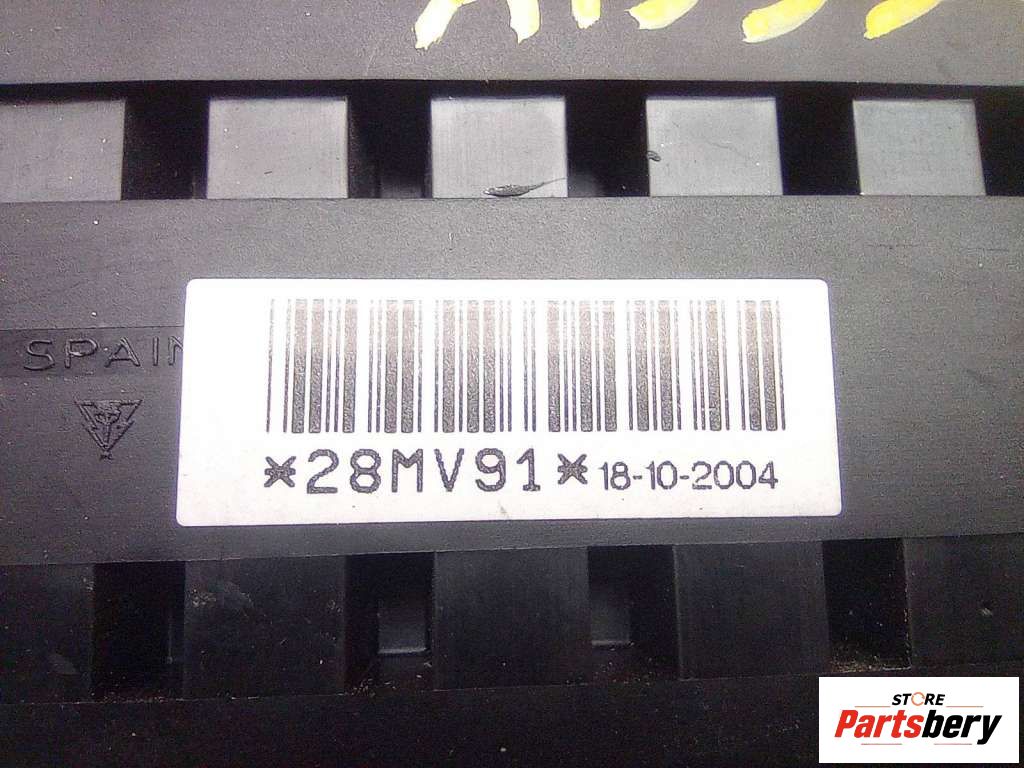 SPAIN
*28MV91* 18-10-2004
STORE
Partsbery